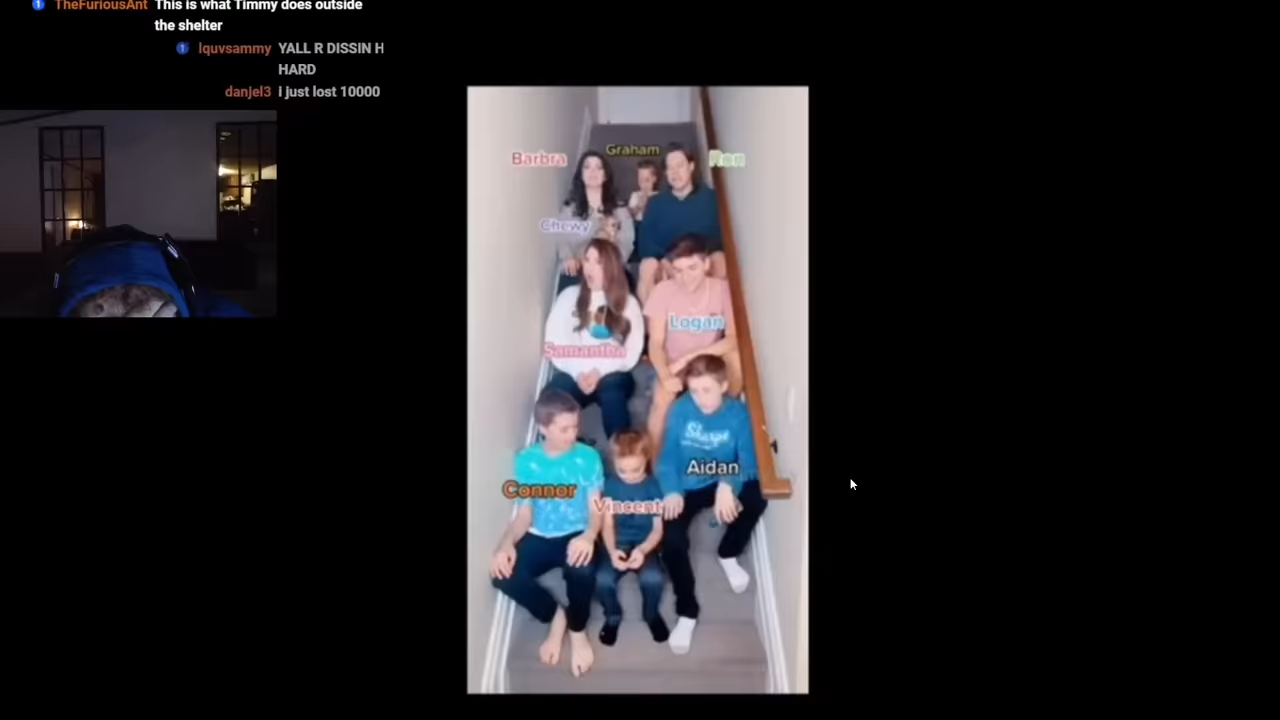 TheFuriousAnt This is what Timmy does outside
the shelter
lquvsammy YALL R DISSIN H
HARD
danjel3 I just lost 10000
Barbra
Graham
Ron
Chewy
Logan
Samantha
Sharpe
Aidan
Connor
Vincent